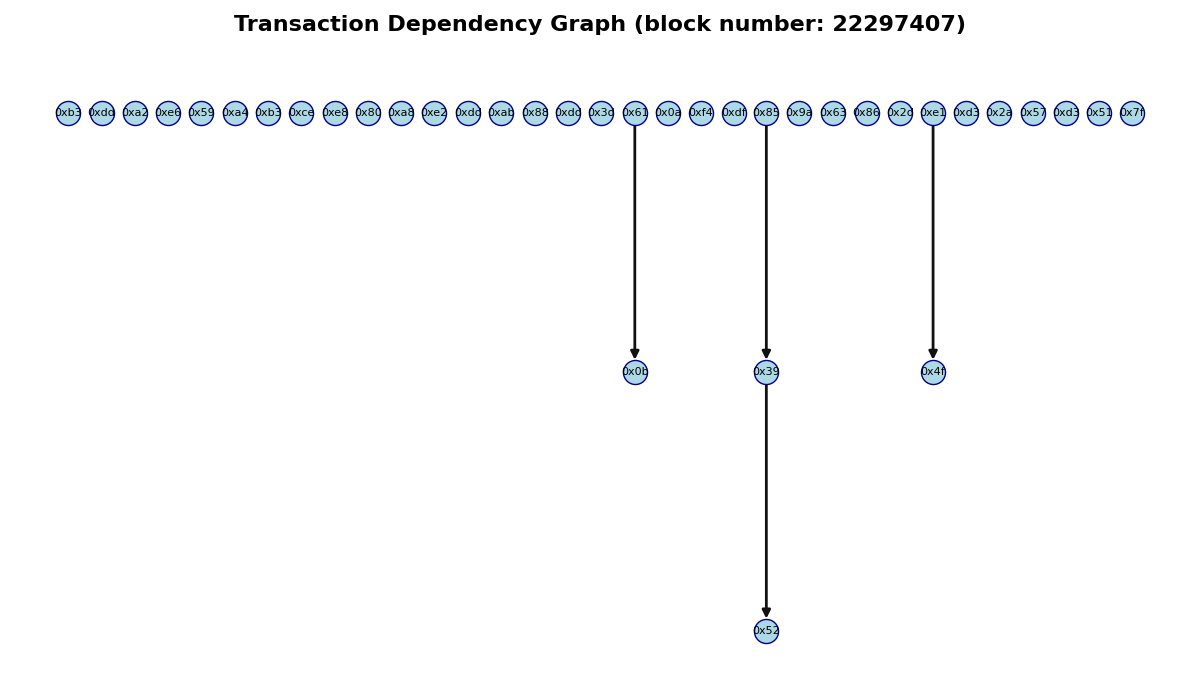 Transaction Dependency Graph (block number: 22297407)
0xb3 0xdd 0xa2 0xe6 0x59 0xa4 0xb3 0xce 0xe8 0x80 0xa8 0xe2 0xdd 0xab 0x88 0xdd 0x3d 0x61 0x0a 0xf4 0xdf 0x85 0x9a 0x63 0x86 0x2d 0xe1 0xd3 0x2a 0x57 0xd3 0x51 0x7f
0x0b 0x39 0x4f
0x52